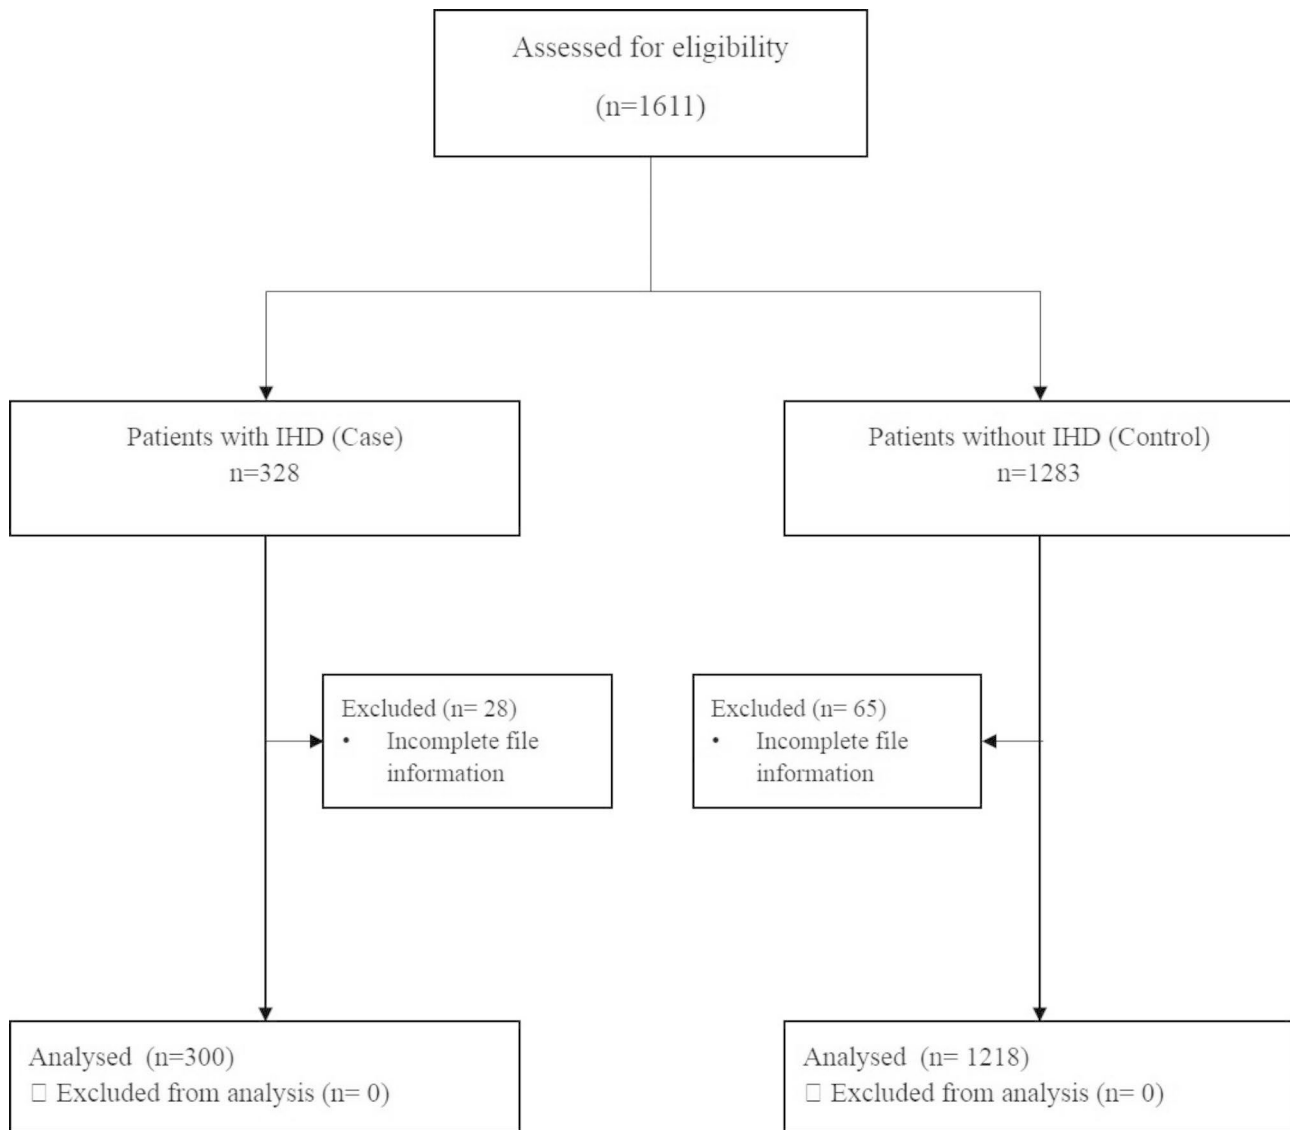 Assessed for eligibility
(n=1611)
Patients with IHD (Case)
n=328
Patients without IHD (Control)
n=1283
Excluded (n= 28)
• Incomplete file
information
Excluded (n= 65)
• Incomplete file
information
Analysed (n=300)
□ Excluded from analysis (n= 0)
Analysed (n= 1218)
□ Excluded from analysis (n= 0)